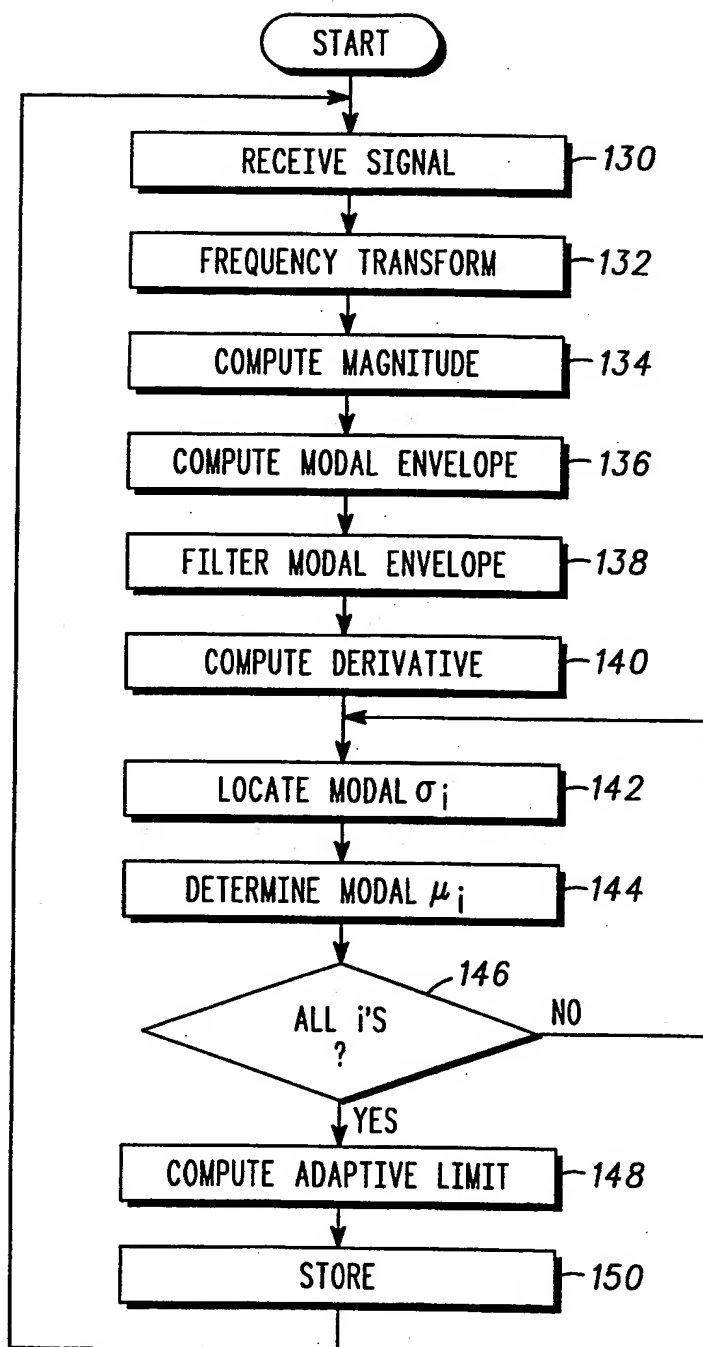 START
RECEIVE SIGNAL 130
FREQUENCY TRANSFORM 132
COMPUTE MAGNITUDE 134
COMPUTE MODAL ENVELOPE 136
FILTER MODAL ENVELOPE 138
COMPUTE DERIVATIVE 140
LOCATE MODAL σi 142
DETERMINE MODAL μi 144
146
ALL i'S
?
NO
YES
COMPUTE ADAPTIVE LIMIT 148
STORE 150